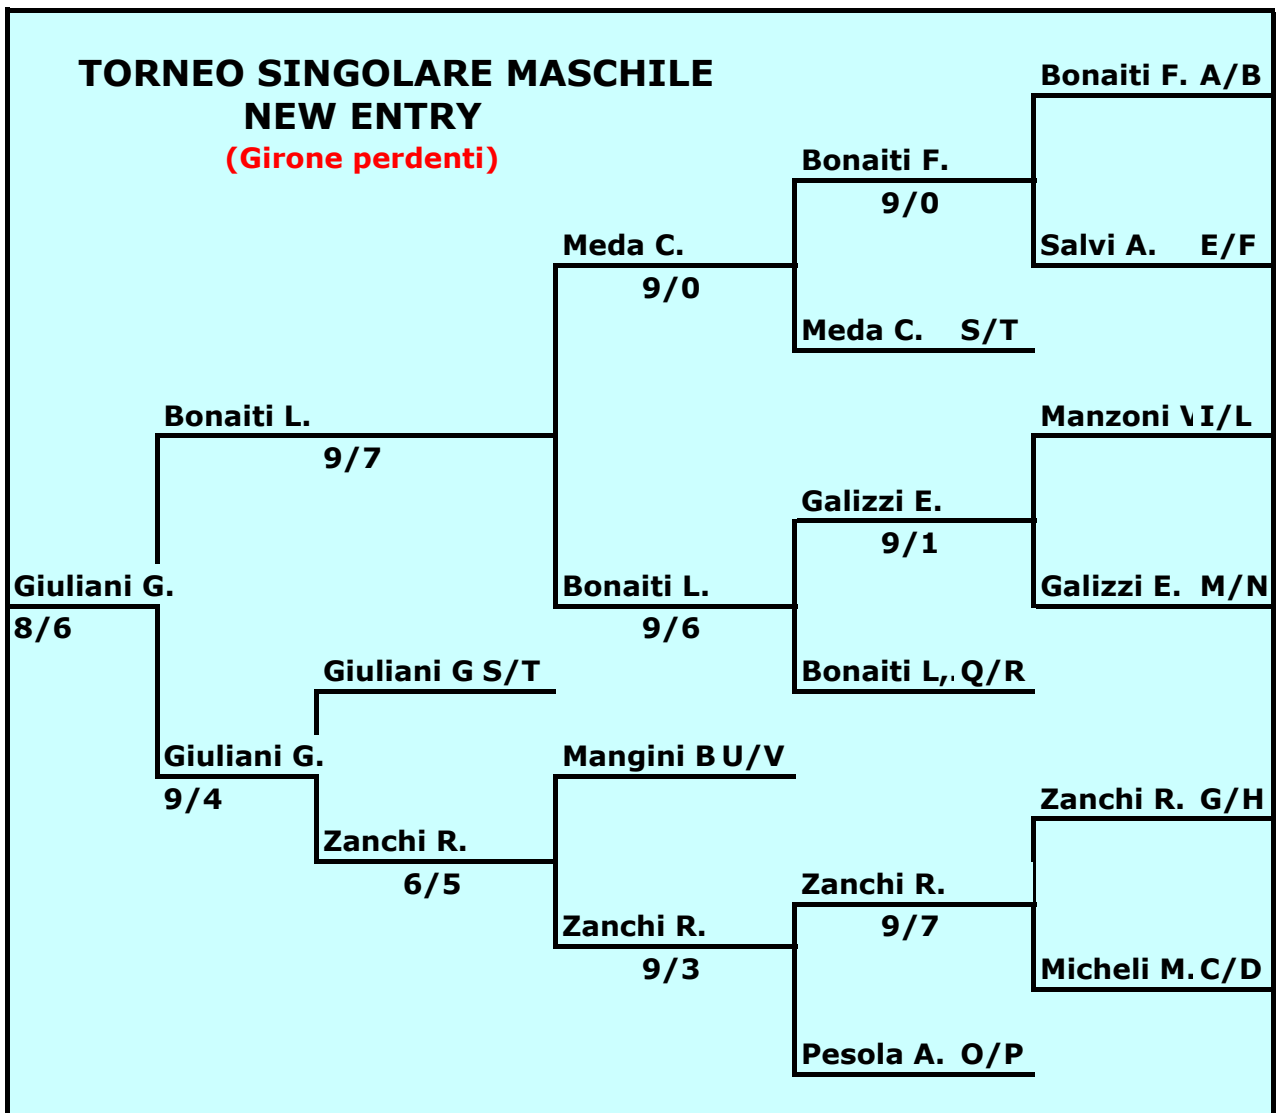 TORNEO SINGOLARE MASCHILE
NEW ENTRY
(Girone perdenti)
Bonaiti F. A/B
Bonaiti F.
9/0
Salvi A. E/F
Meda C.
9/0
Meda C. S/T
Bonaiti L.
9/7
Manzoni V I/L
Galizzi E.
9/1
Galizzi E. M/N
Giuliani G.
8/6
Bonaiti L.
9/6
Bonaiti L,. Q/R
Giuliani G S/T
Giuliani G.
9/4
Mangini B U/V
Zanchi R. G/H
Zanchi R.
6/5
Zanchi R.
9/7
Zanchi R.
9/3
Micheli M. C/D
Pesola A. O/P